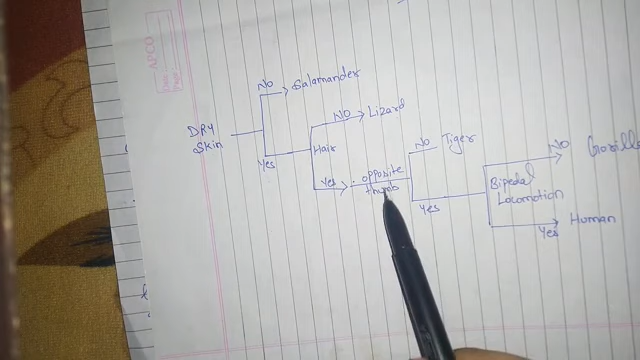 DRY
Skin
No
Salamander
Yes
Hair
No
Lizard
Yes
opposite
thumb
No
Tiger
Yes
Bipedal
Locomotion
No
Gorilla
Yes
Human